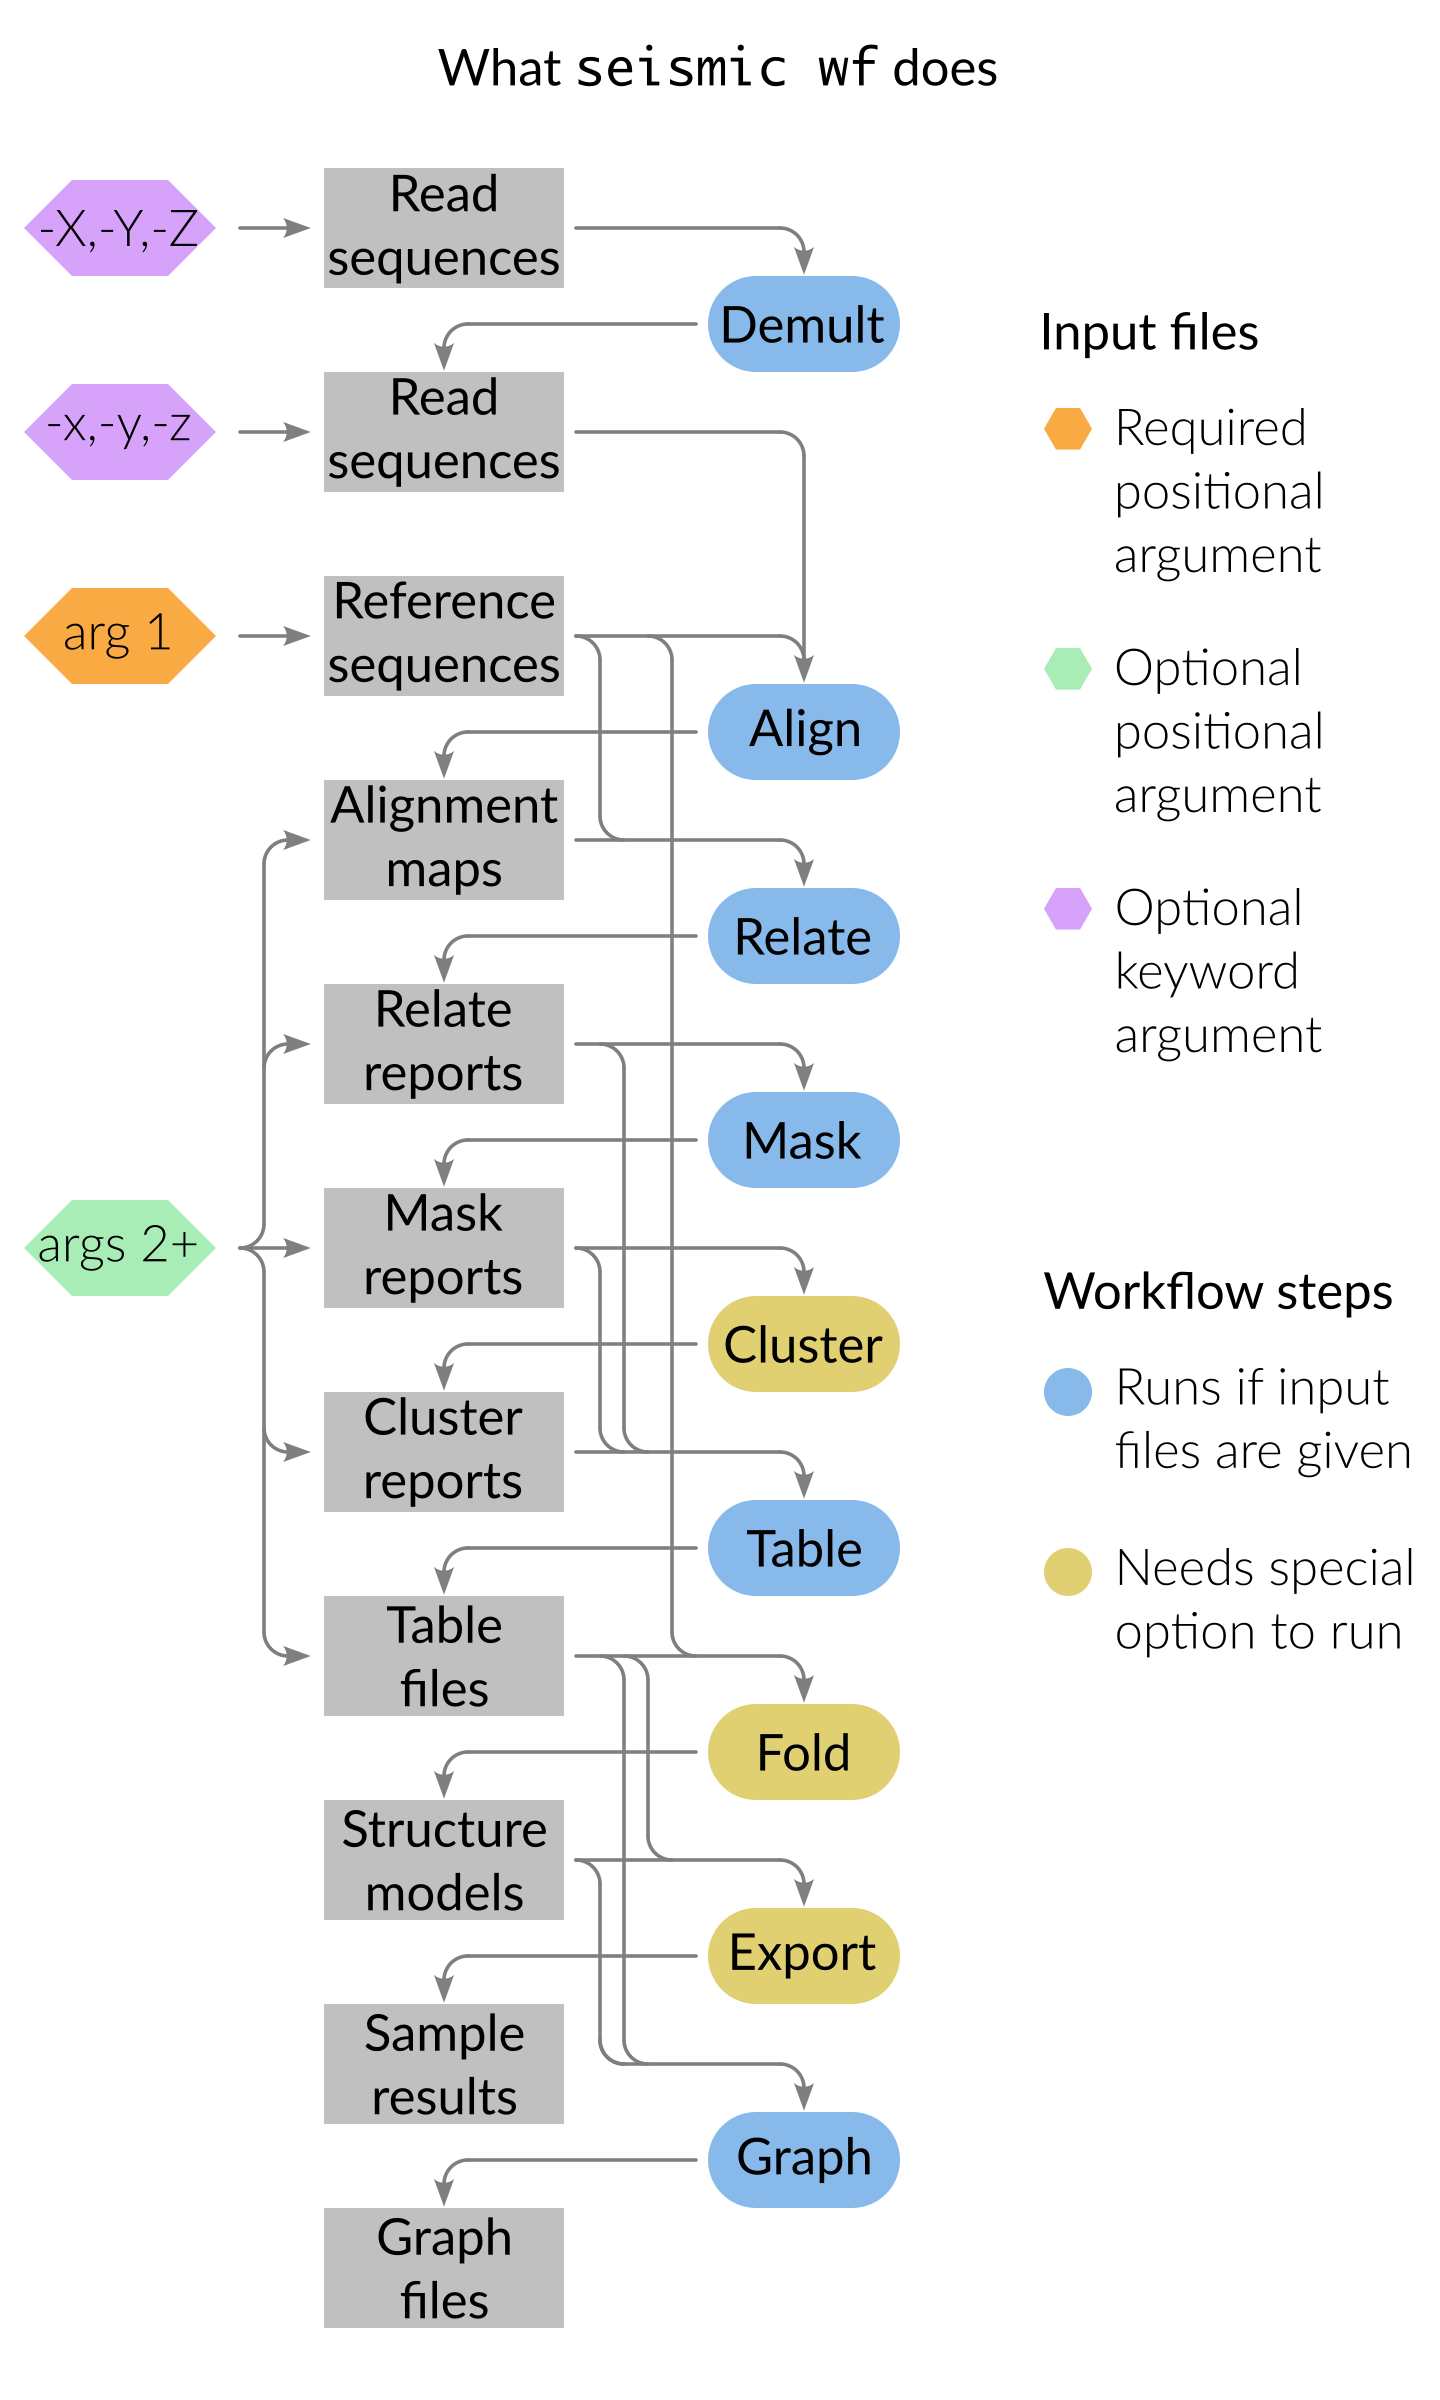 What seismic wf does
-X,-Y,-Z
Read
sequences
Demult
-x,-y,-z
Read
sequences
arg 1
Reference
sequences
Align
Alignment
maps
Relate
Relate
reports
Mask
args 2+
Mask
reports
Cluster
Cluster
reports
Table
Table
files
Fold
Structure
models
Export
Sample
results
Graph
Graph
files
Input files
Required
positional
argument
Optional
positional
argument
Optional
keyword
argument
Workflow steps
Runs if input
files are given
Needs special
option to run